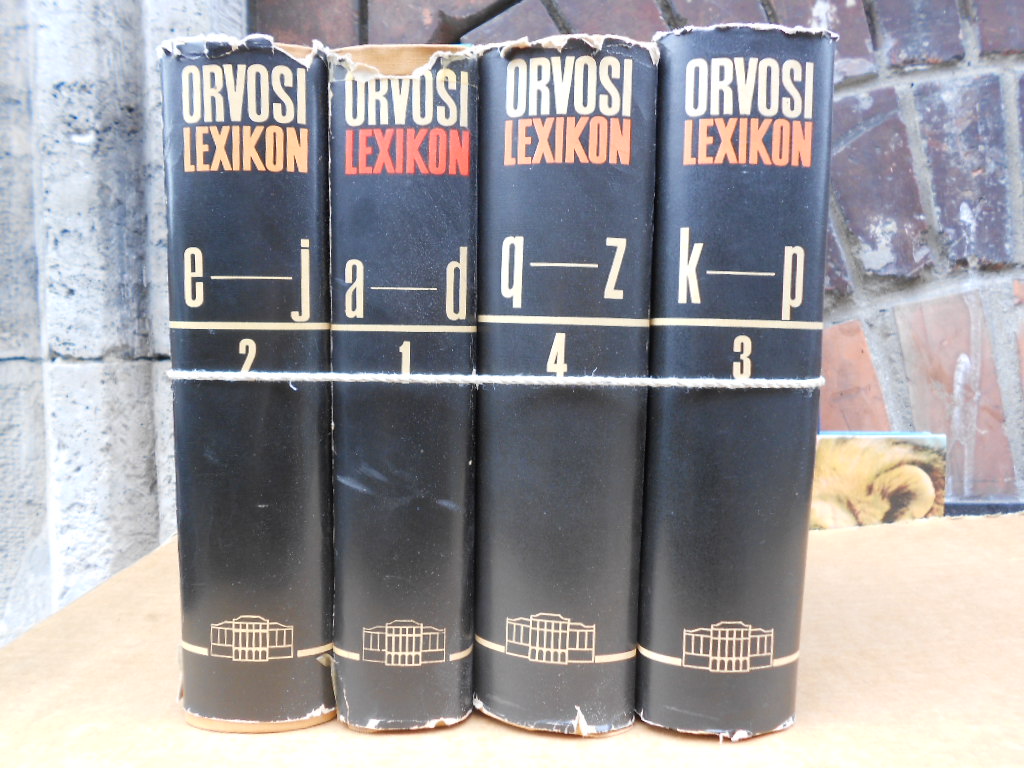 ORVOSI
LEXIKON
e — j
2
ORVOSI
LEXIKON
a — d
1
ORVOSI
LEXIKON
q — z
4
ORVOSI
LEXIKON
k — p
3